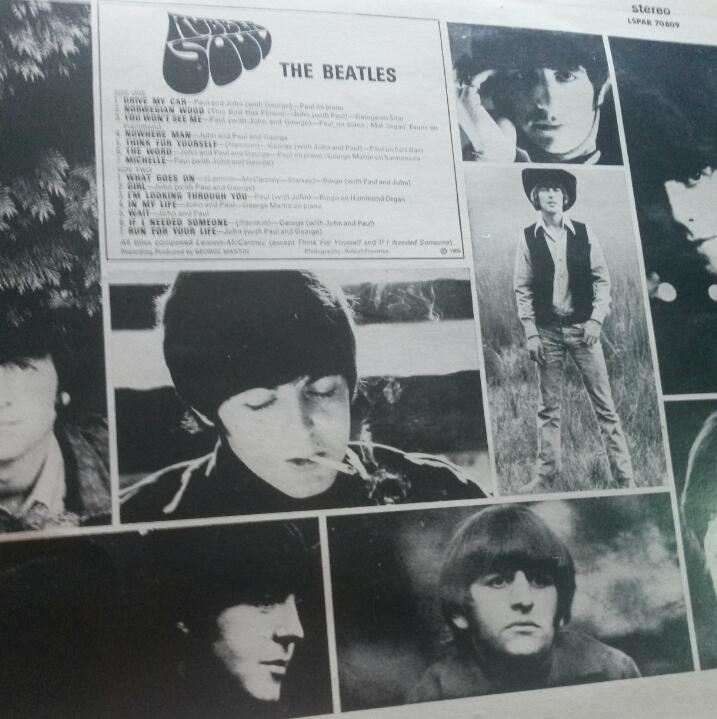 stereo
LSPAR 70609
RUBBER
SOUL
THE BEATLES
SIDE ONE
1. DRIVE MY CAR—Paul and John (with George)—Paul on piano
2. NORWEGIAN WOOD (This Bird Has Flown)—John (with Paul)—George on Sitar
3. YOU WON'T SEE ME—Paul (with John and George)—Paul on piano; Mal 'organ' Evans on
Hammond
4. NOWHERE MAN—John and Paul and George
5. THINK FOR YOURSELF—(Harrison)—George (with John and Paul)—Paul on fuzz Bass
6. THE WORD—John and Paul and George—Paul on piano; George Martin on harmonium
7. MICHELLE—Paul (with John and George)
SIDE TWO
1. WHAT GOES ON—(Lennon—McCartney—Starkey)—Ringo (with Paul and John)
2. GIRL—John (with Paul and George)
3. I'M LOOKING THROUGH YOU—Paul (with John)—Ringo on Hammond Organ
4. IN MY LIFE—John and Paul—George Martin on piano
5. WAIT—John and Paul
6. IF I NEEDED SOMEONE—(Harrison)—George (with John and Paul)
7. RUN FOR YOUR LIFE—John (with Paul and George)
All titles composed Lennon-McCartney (except Think For Yourself and If I Needed Someone).
Recording Produced by GEORGE MARTIN Photography: Robert Freeman © 1965